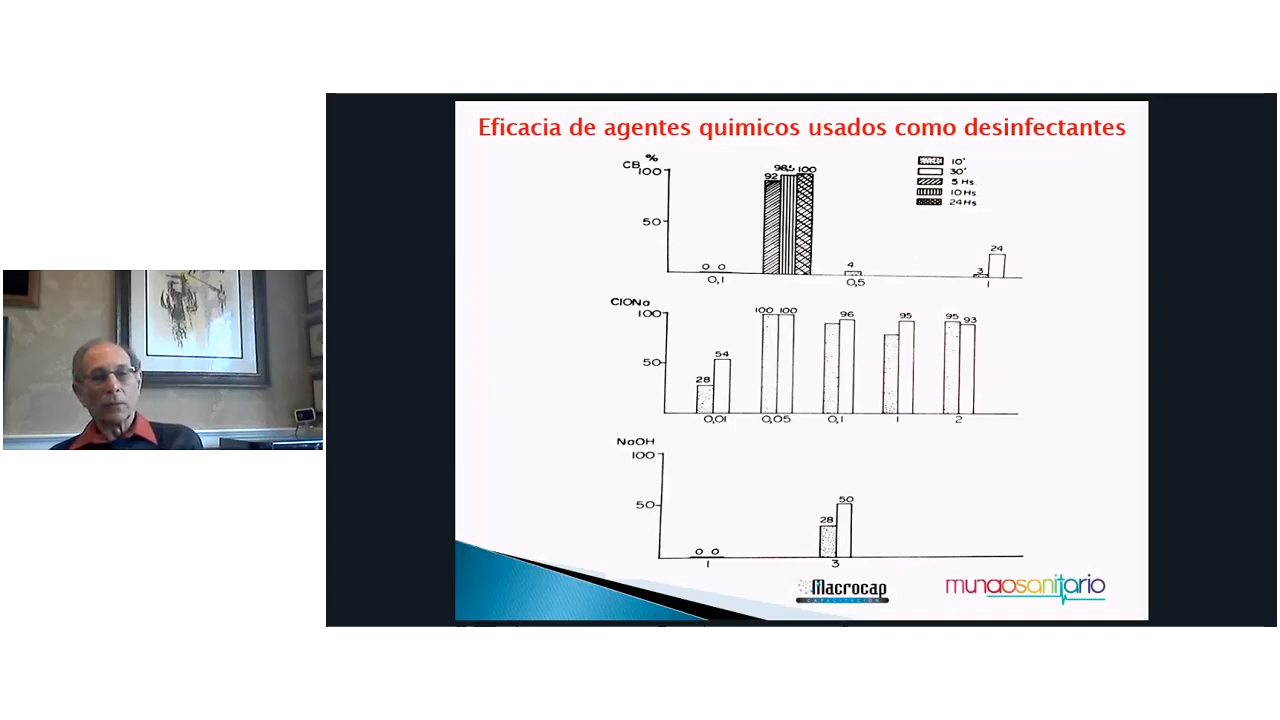 Eficacia de agentes quimicos usados como desinfectantes
CB %
100
50
92 98,5 100
0 0
4
3 24
0,1 0,5 1
10'
30'
5 Hs
10 Hs
24 Hs
ClONa
100
50
28 54
100 100
96
95
95 93
0,01 0,05 0,1 1 2
NaOH
100
50
0 0
28 50
1 3
Macrocap
CAPACITACIÓN
mundosanitario